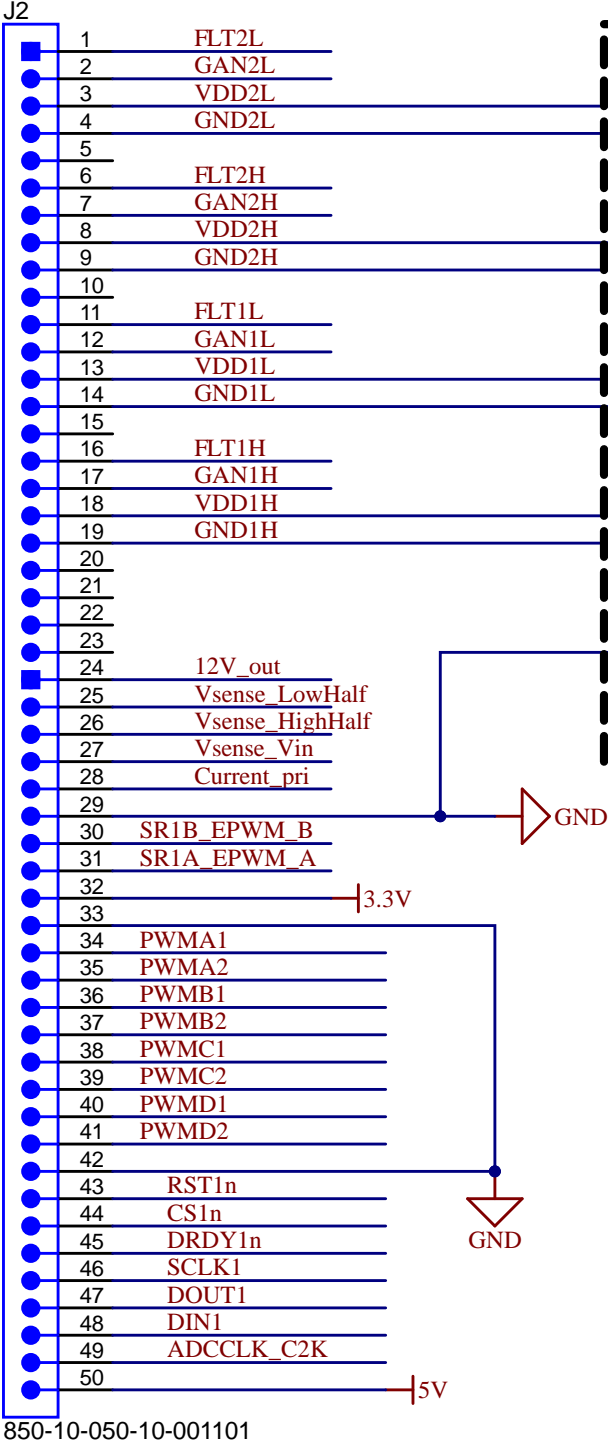 J2
1 FLT2L
2 GAN2L
3 VDD2L
4 GND2L
5
6 FLT2H
7 GAN2H
8 VDD2H
9 GND2H
10
11 FLT1L
12 GAN1L
13 VDD1L
14 GND1L
15
16 FLT1H
17 GAN1H
18 VDD1H
19 GND1H
20
21
22
23
24 12V_out
25 Vsense_LowHalf
26 Vsense_HighHalf
27 Vsense_Vin
28 Current_pri
29 GND
30 SR1B_EPWM_B
31 SR1A_EPWM_A
32 3.3V
33
34 PWMA1
35 PWMA2
36 PWMB1
37 PWMB2
38 PWMC1
39 PWMC2
40 PWMD1
41 PWMD2
42
43 RST1n
44 CS1n
45 DRDY1n GND
46 SCLK1
47 DOUT1
48 DIN1
49 ADCCLK_C2K
50 5V
850-10-050-10-001101